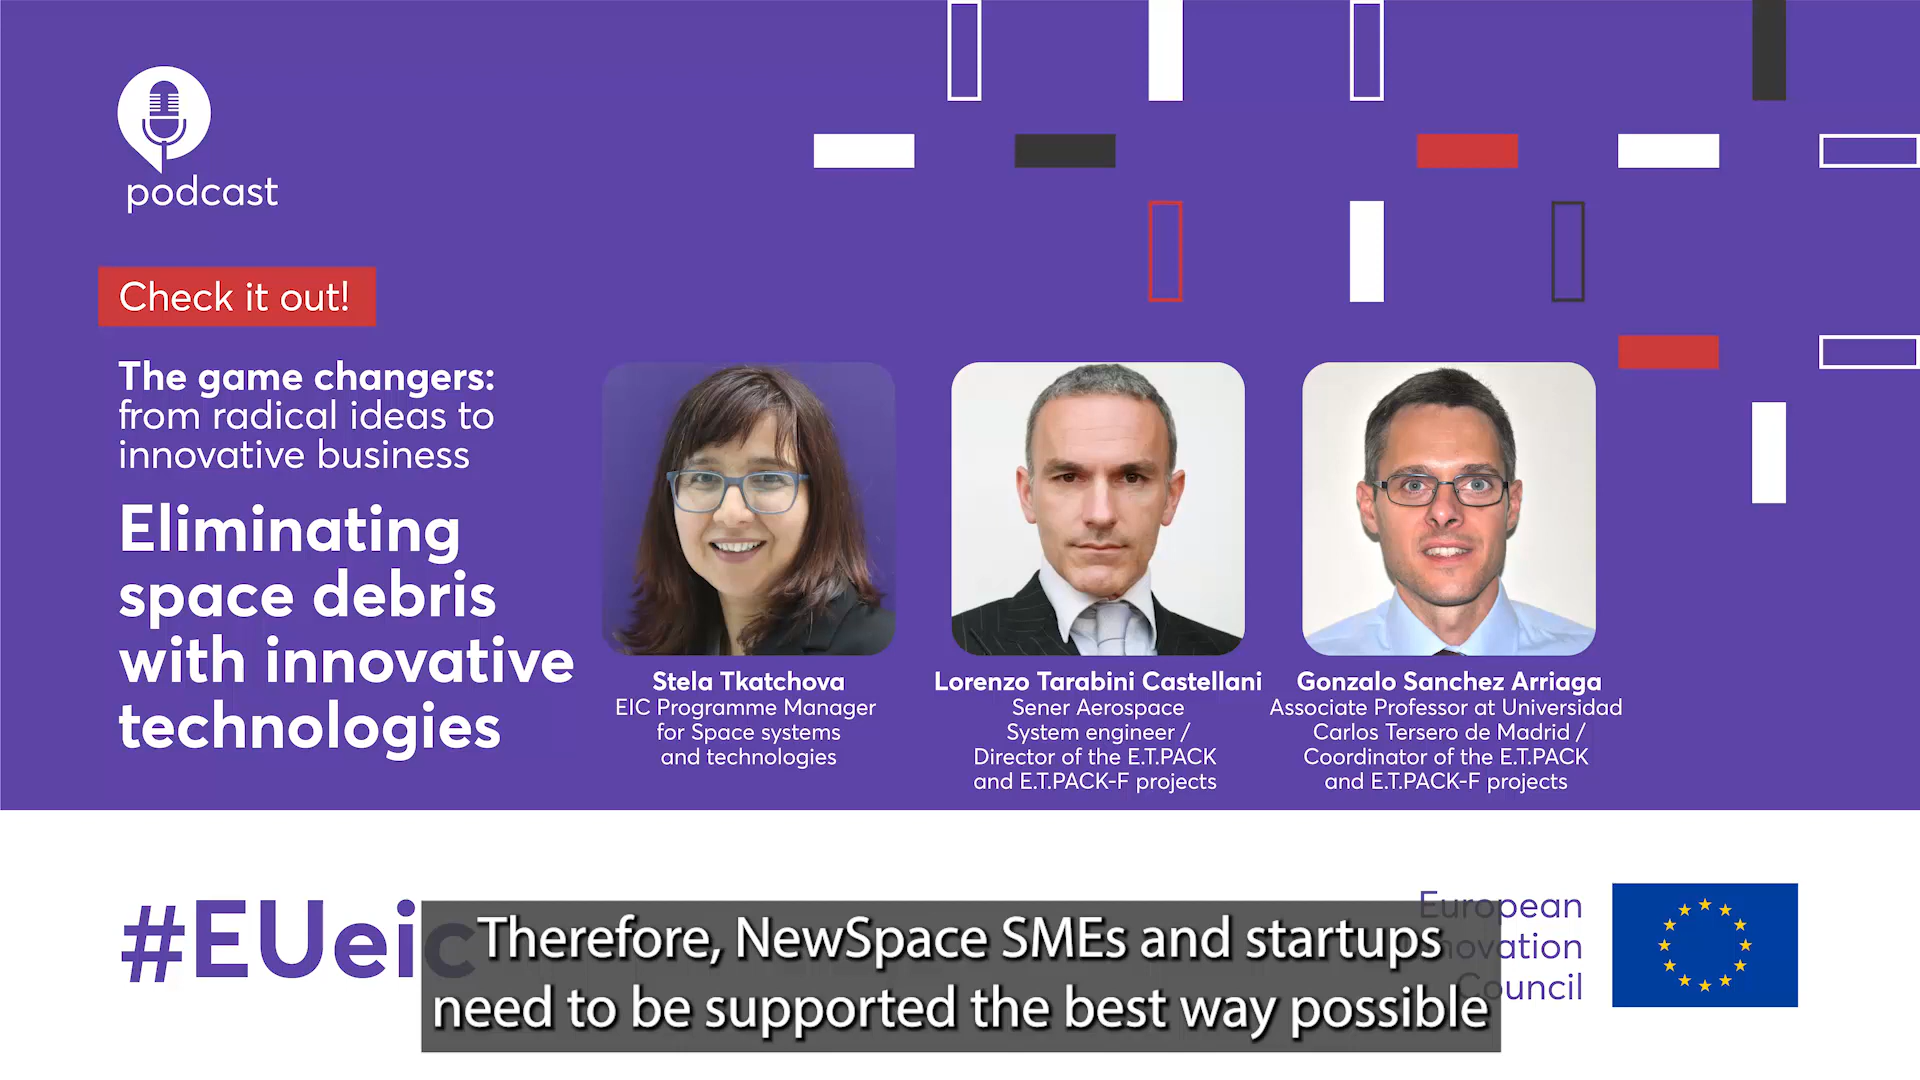 podcast
Check it out!
The game changers:
from radical ideas to
innovative business
Eliminating
space debris
with innovative
technologies
Stela Tkatchova
EIC Programme Manager
for Space systems
and technologies
Lorenzo Tarabini Castellani
Sener Aerospace
System engineer /
Director of the E.T.PACK
and E.T.PACK-F projects
Gonzalo Sanchez Arriaga
Associate Professor at Universidad
Carlos Tersero de Madrid /
Coordinator of the E.T.PACK
and E.T.PACK-F projects
#EUeic
European
Innovation
Council
Therefore, NewSpace SMEs and startups
need to be supported the best way possible